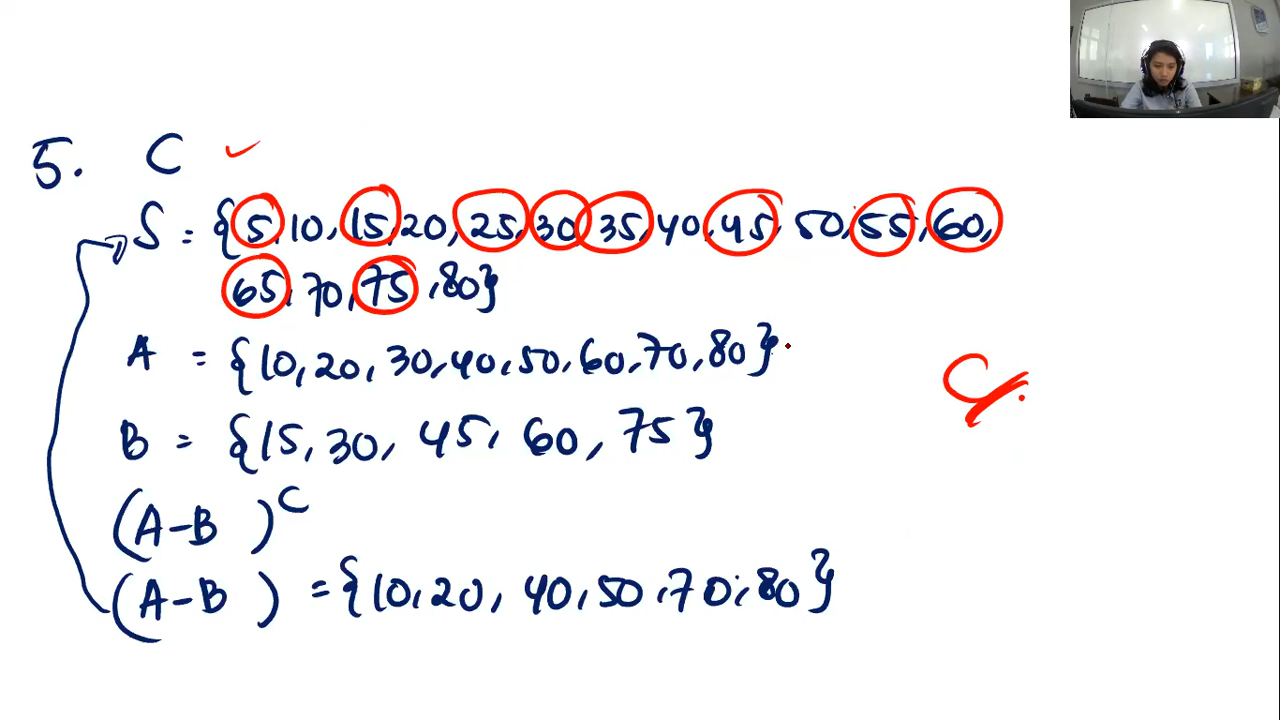 5. C
S = {5, 10, 15, 20, 25, 30, 35, 40, 45, 50, 55, 60,
65, 70, 75, 80}
A = {10, 20, 30, 40, 50, 60, 70, 80}
B = {15, 30, 45, 60, 75}
(A-B)ᶜ
(A-B) = {10, 20, 40, 50, 70, 80}
C